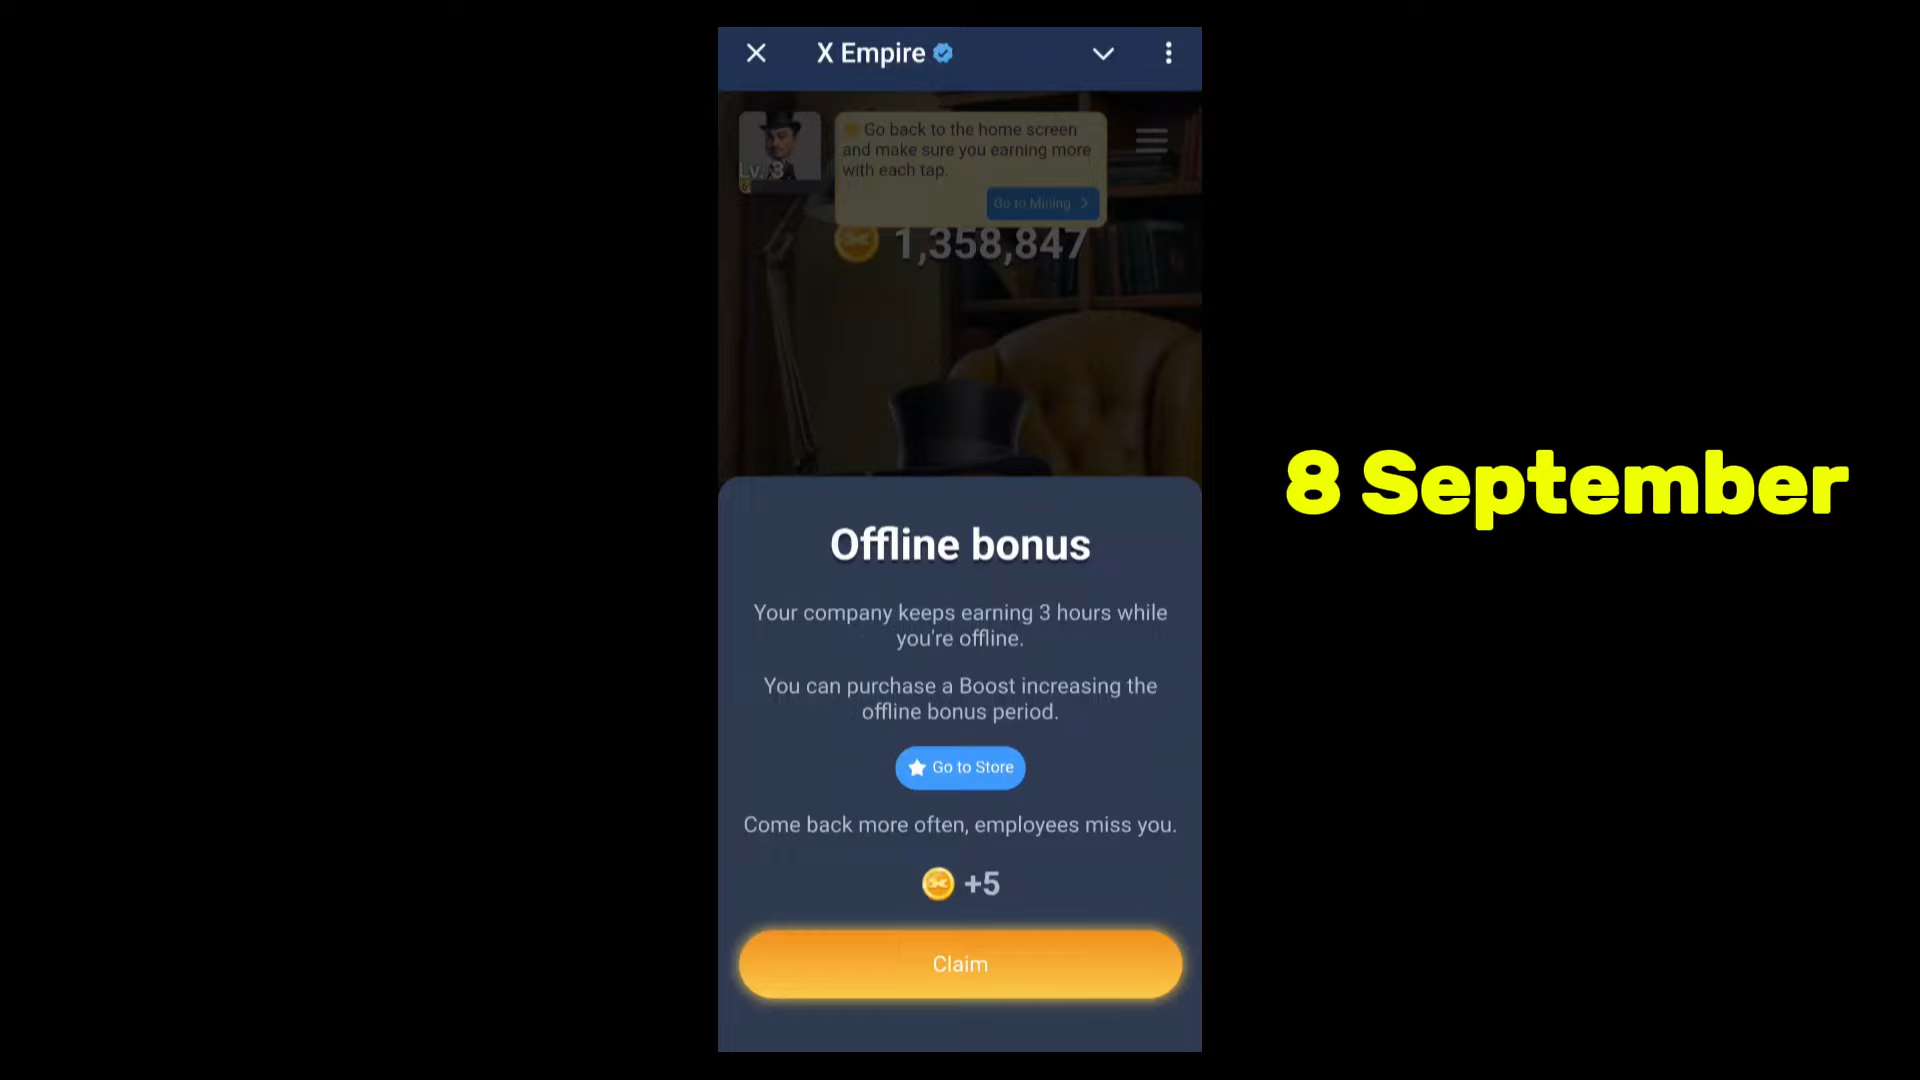 X Empire
Go back to the home screen
and make sure you earning more
with each tap.
Go to Mining
Lv. 3
6
1,358,847
8 September
Offline bonus
Your company keeps earning 3 hours while
you're offline.
You can purchase a Boost increasing the
offline bonus period.
Go to Store
Come back more often, employees miss you.
+5
Claim